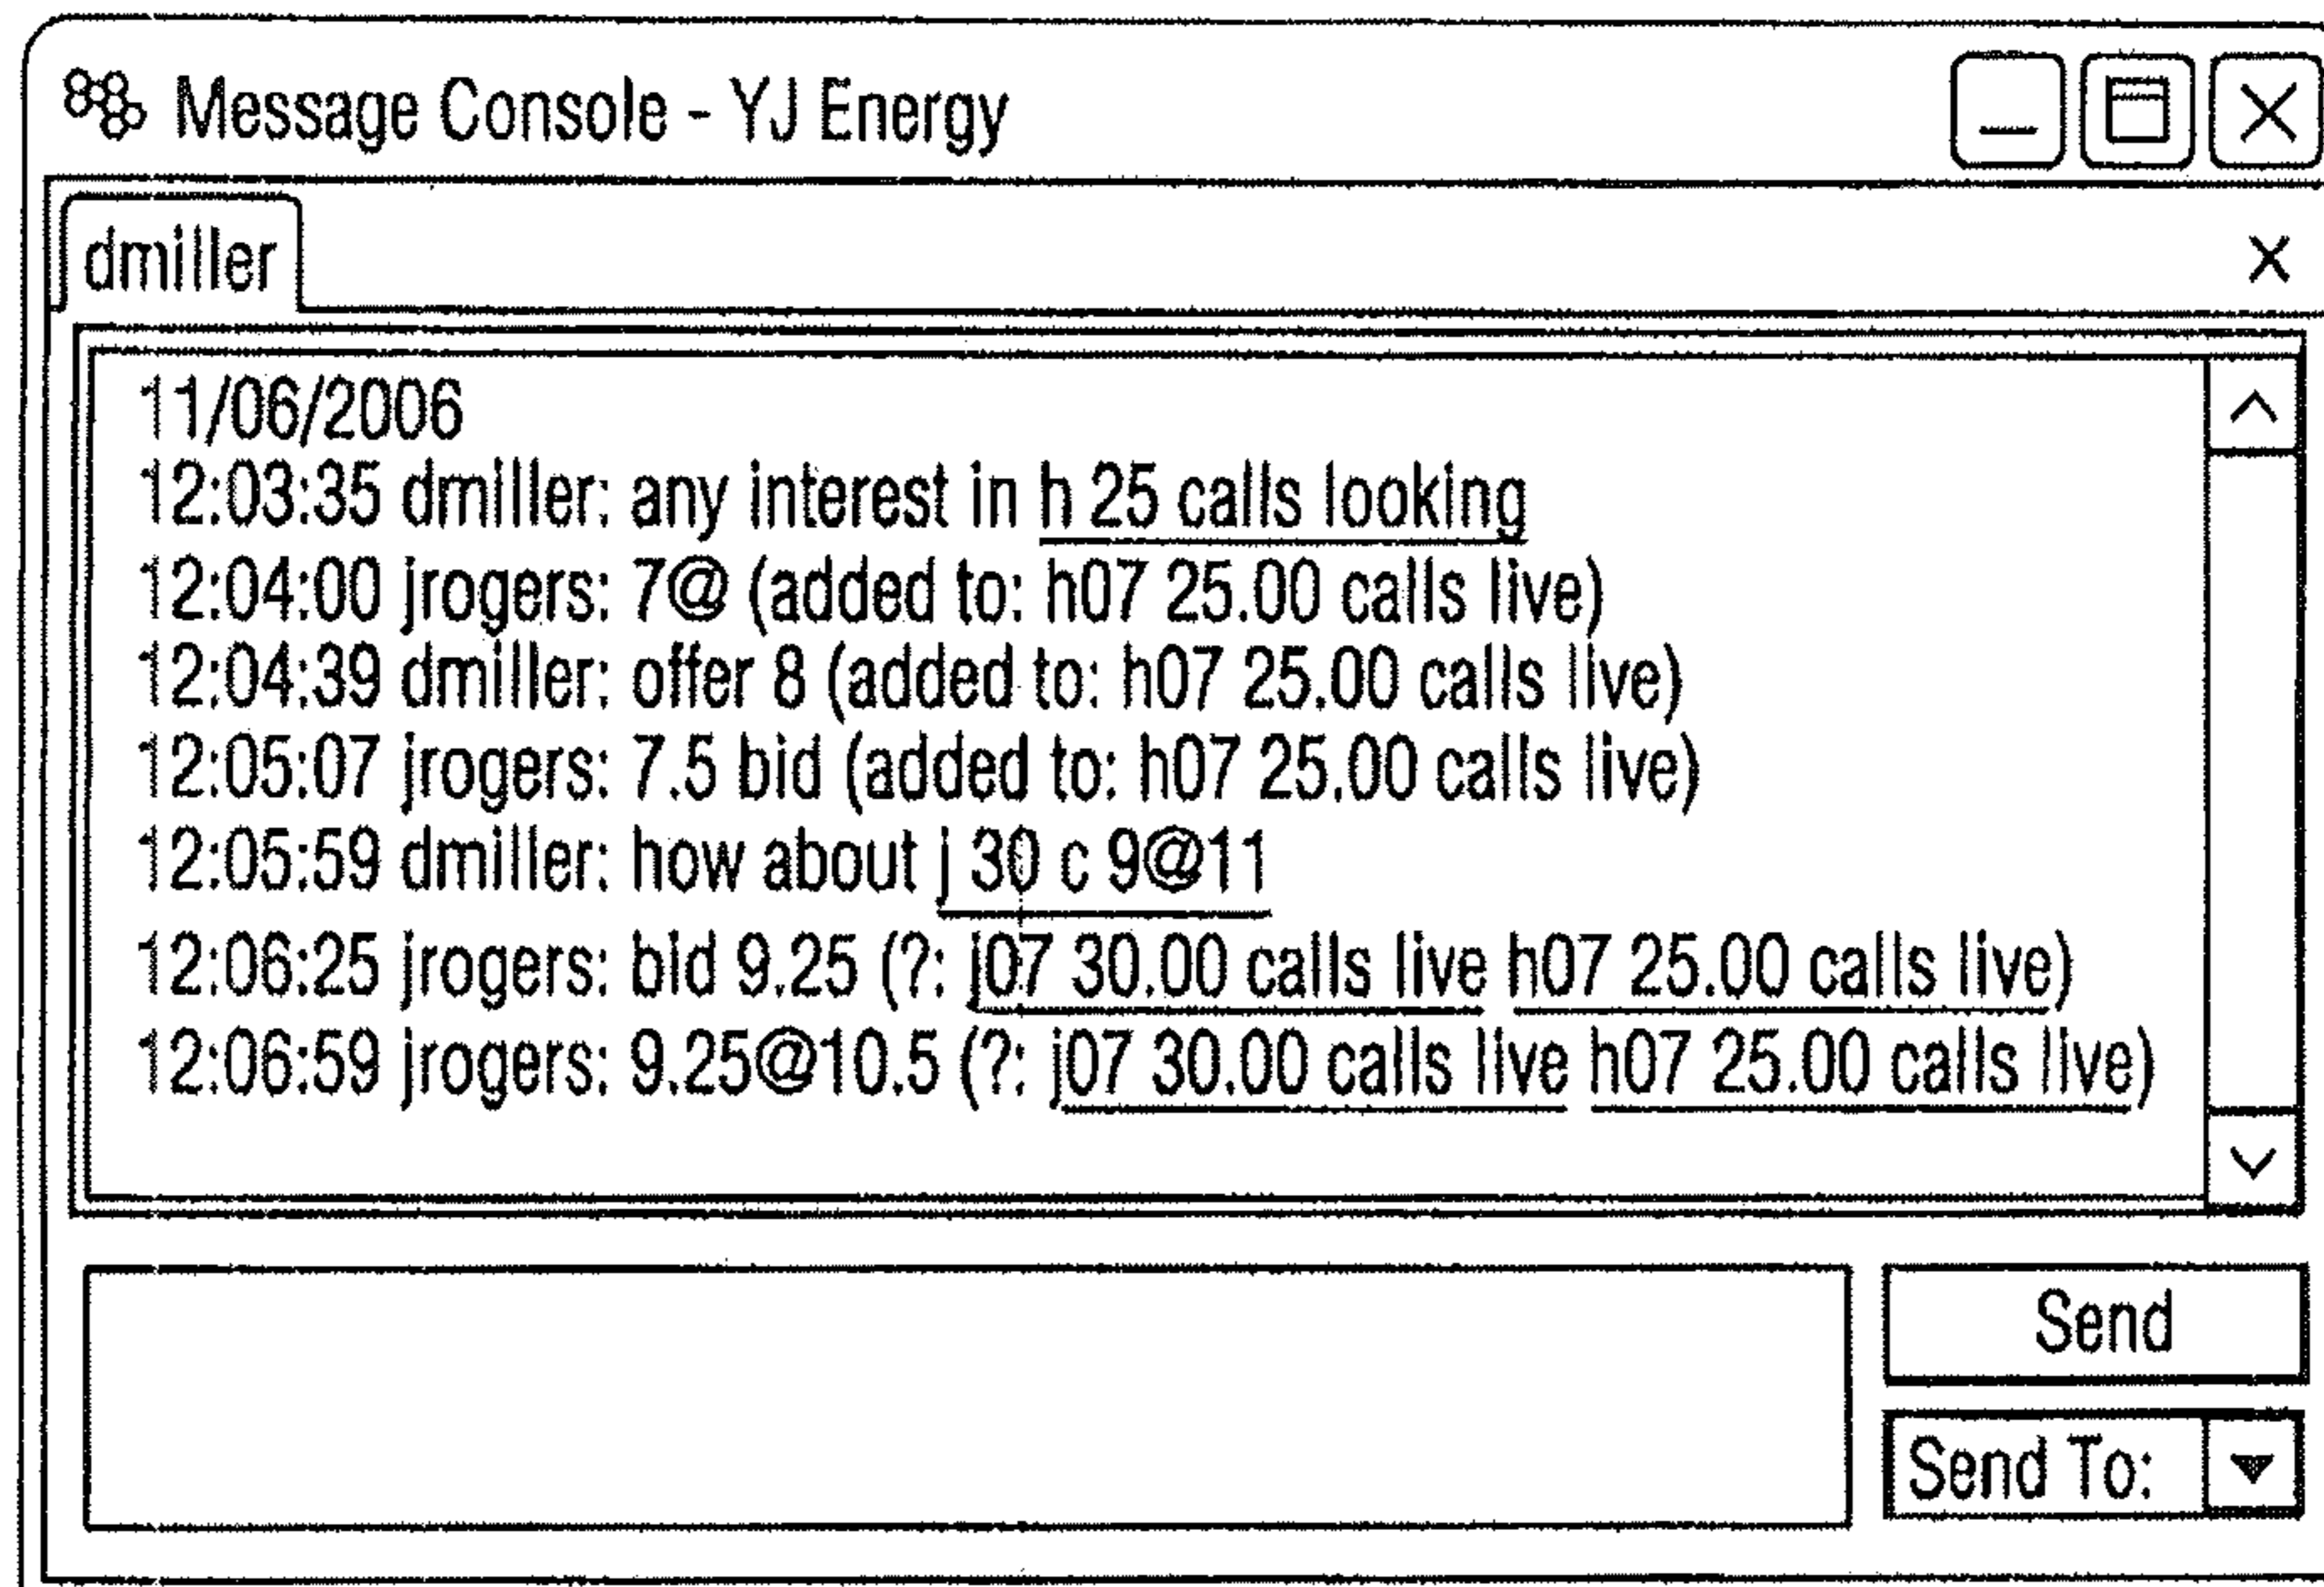 Message Console - YJ Energy
dmiller
11/06/2006
12:03:35 dmiller: any interest in h 25 calls looking
12:04:00 jrogers: 7@ (added to: h07 25.00 calls live)
12:04:39 dmiller: offer 8 (added to: h07 25.00 calls live)
12:05:07 jrogers: 7.5 bid (added to: h07 25.00 calls live)
12:05:59 dmiller: how about j 30 c 9@11
12:06:25 jrogers: bid 9.25 (?: j07 30.00 calls live h07 25.00 calls live)
12:06:59 jrogers: 9.25@10.5 (?: j07 30.00 calls live h07 25.00 calls live)
Send
Send To: